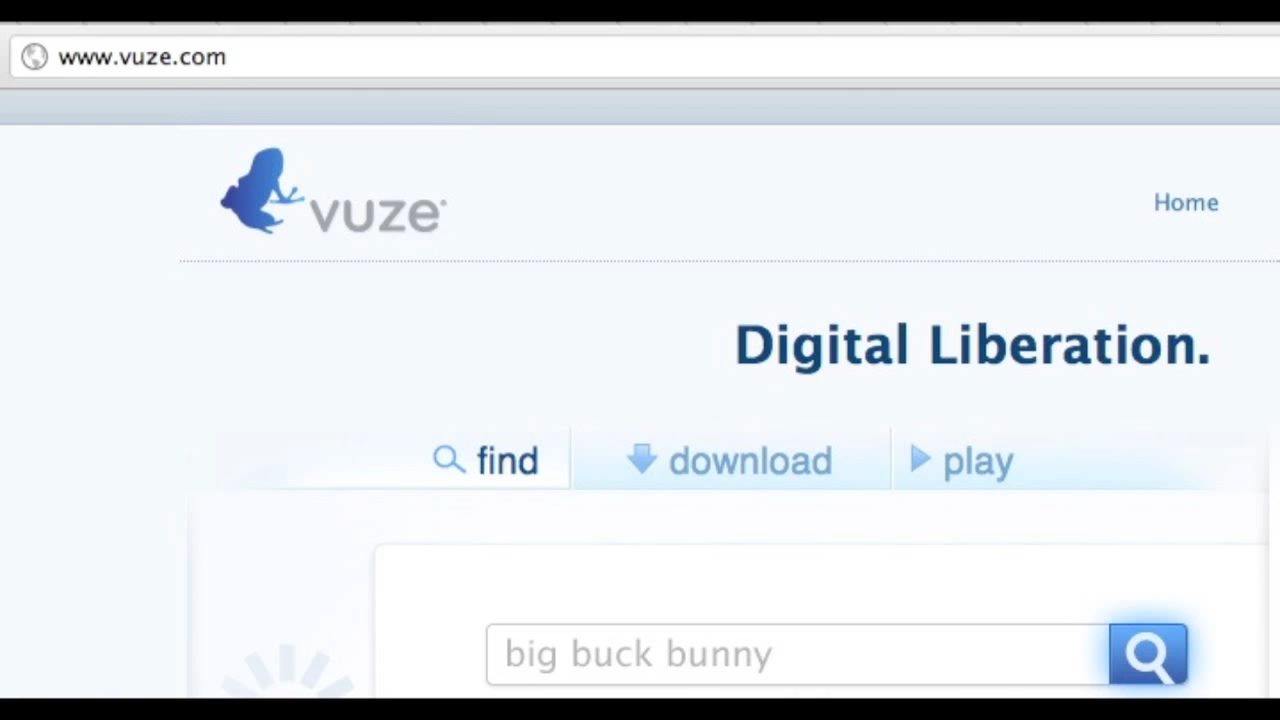 www.vuze.com
vuze
Home
Digital Liberation.
find download play
big buck bunny